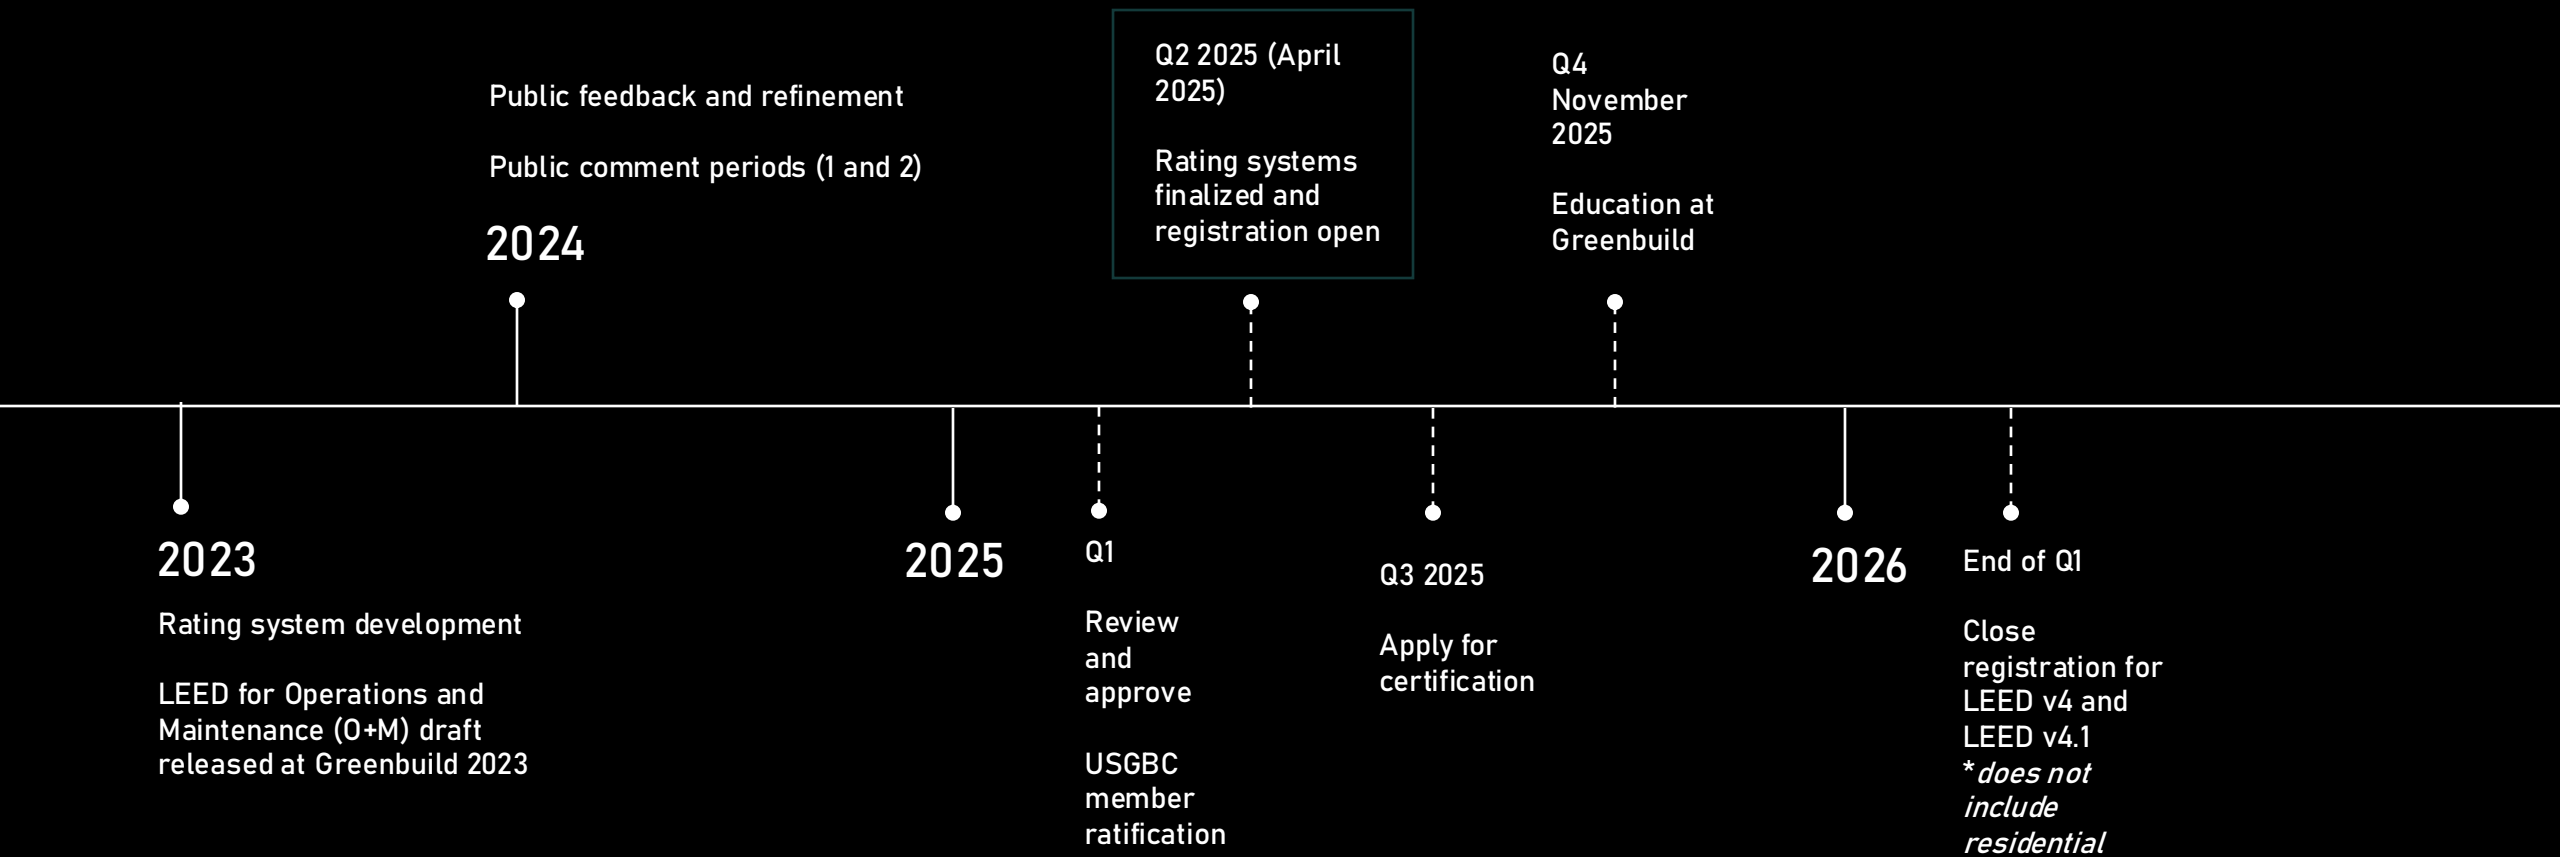 Public feedback and refinement
Public comment periods (1 and 2)
2024
Q2 2025 (April
2025)
Rating systems
finalized and
registration open
Q4
November
2025
Education at
Greenbuild
2023
Rating system development
LEED for Operations and
Maintenance (O+M) draft
released at Greenbuild 2023
2025
Q1
Review
and
approve
USGBC
member
ratification
Q3 2025
Apply for
certification
2026
End of Q1
Close
registration for
LEED v4 and
LEED v4.1
*does not
include
residential